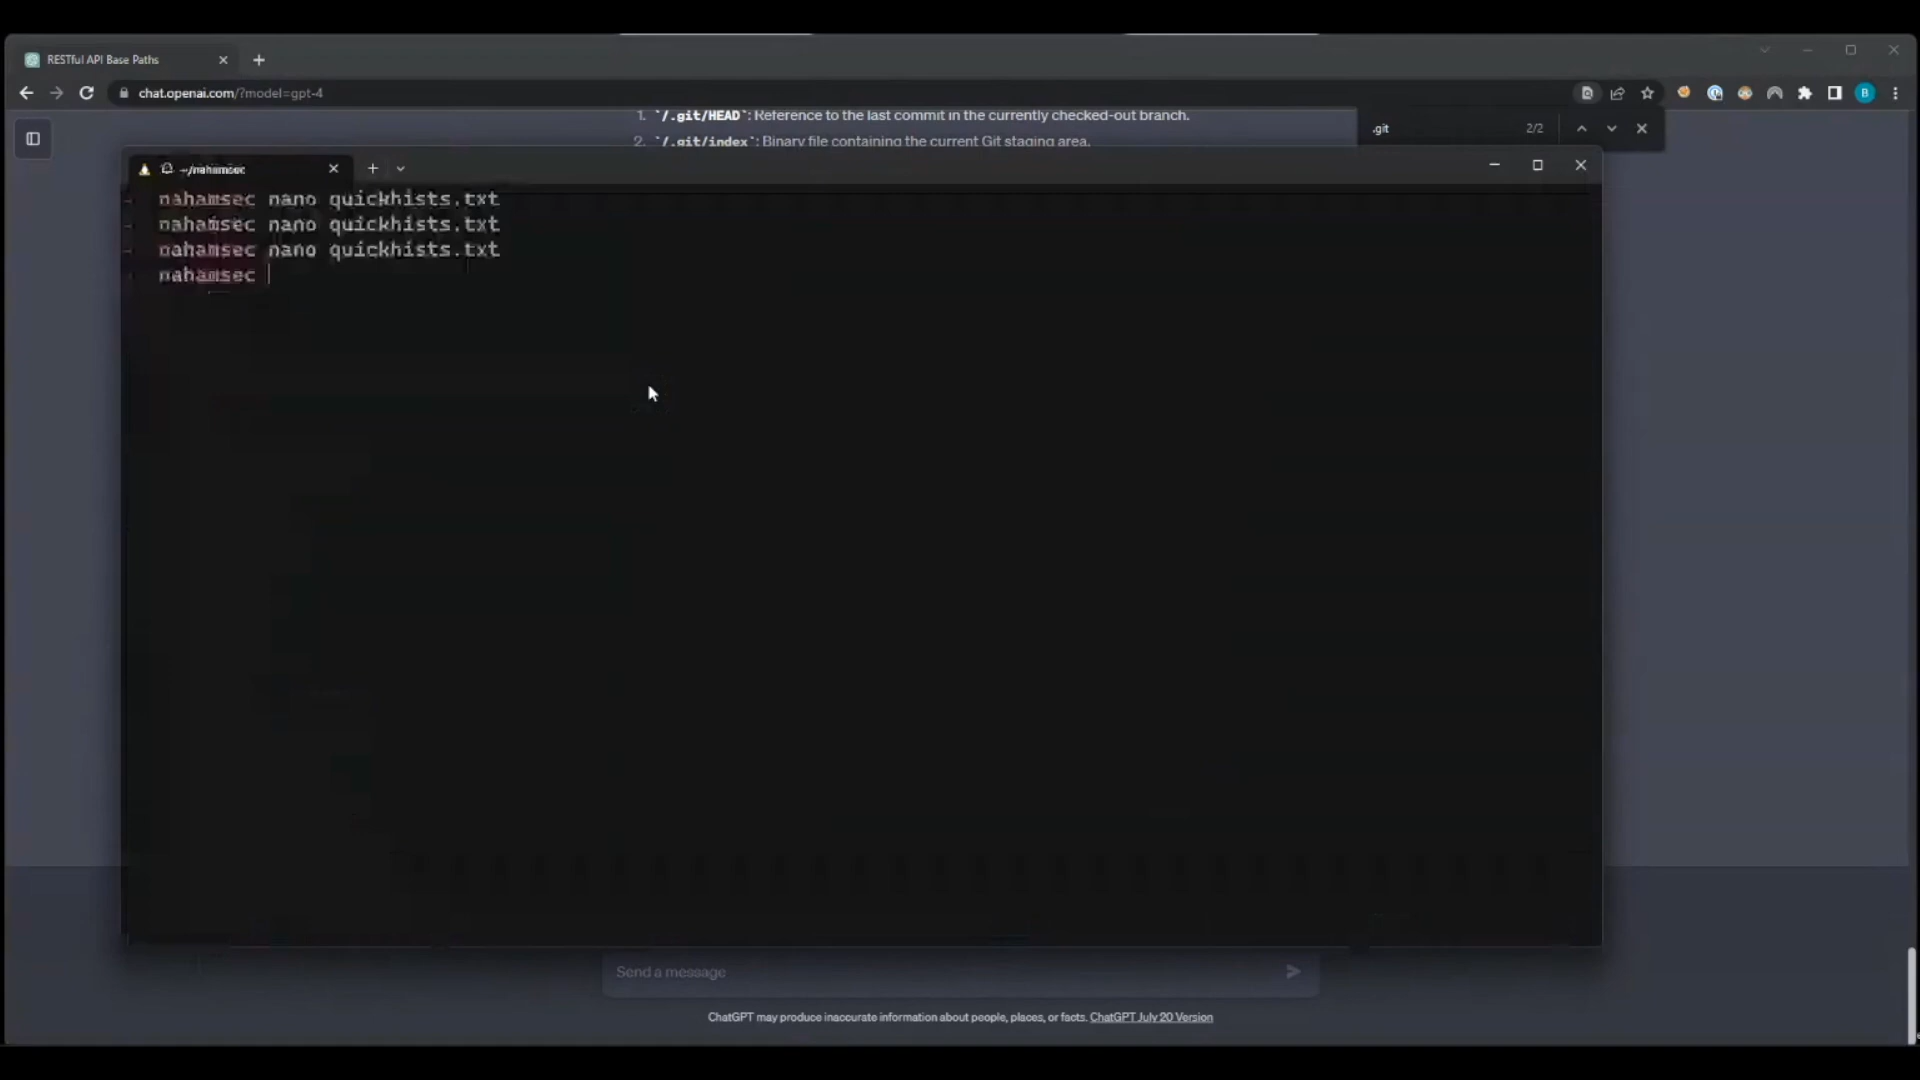 RESTful API Base Paths
chat.openai.com/?model=gpt-4
1. `/.git/HEAD`: Reference to the last commit in the currently checked-out branch.
.git 2/2
2. `/.git/index`: Binary file containing the current Git staging area.
~/nahamsec
nahamsec nano quickhists.txt
nahamsec nano quickhists.txt
nahamsec nano quickhists.txt
nahamsec
Send a message
ChatGPT may produce inaccurate information about people, places, or facts. ChatGPT July 20 Version
B